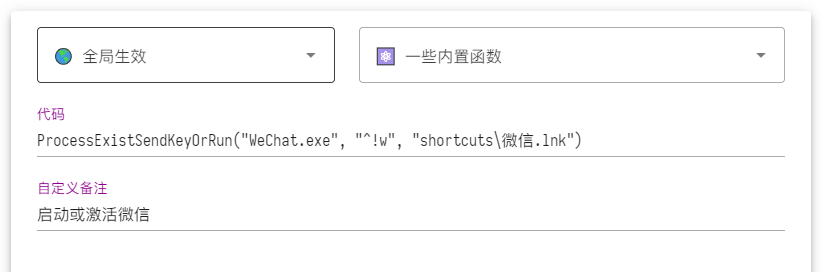 全局生效
一些内置函数
代码
ProcessExistSendKeyOrRun("WeChat.exe", "^!w", "shortcuts\微信.lnk")
自定义备注
启动或激活微信